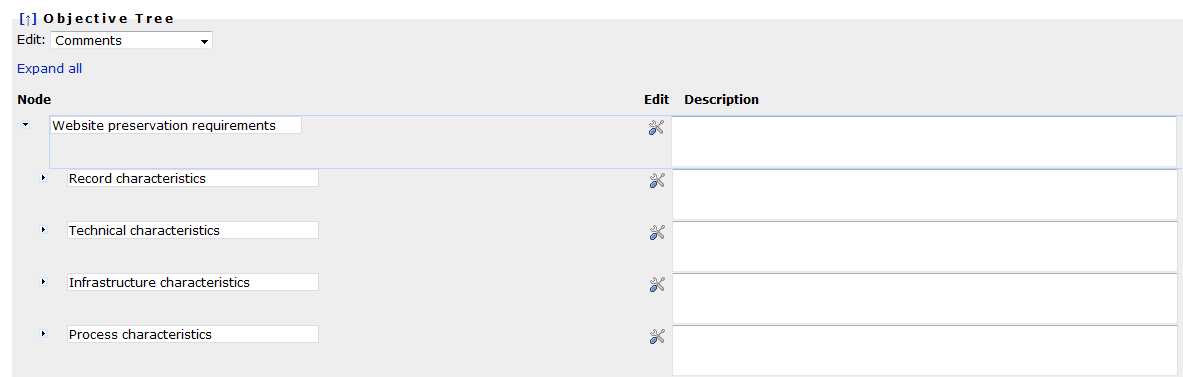 [↑] Objective Tree
Edit: Comments
Expand all
Node Edit Description
Website preservation requirements
Record characteristics
Technical characteristics
Infrastructure characteristics
Process characteristics